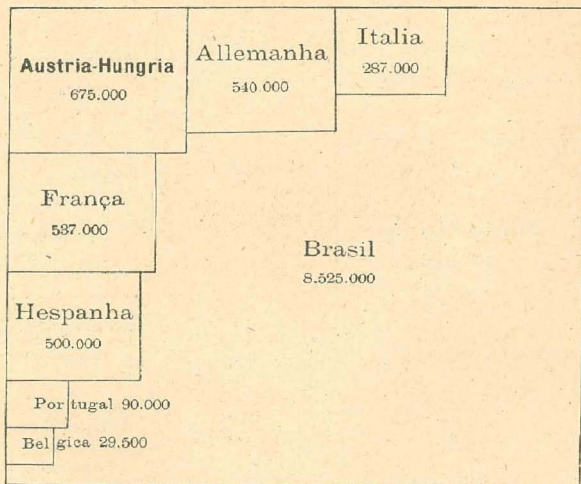 Austria-Hungria
675.000
Allemanha
540.000
Italia
287.000
França
537.000
Brasil
8.525.000
Hespanha
500.000
Portugal 90.000
Belgica 29.500